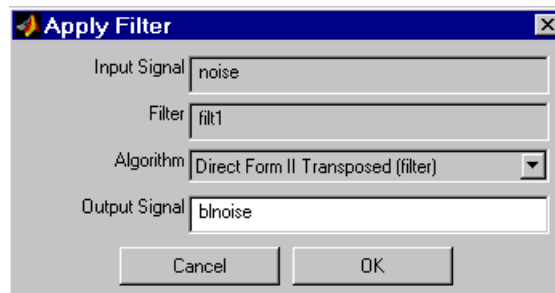 Apply Filter
Input Signal noise
Filter filt1
Algorithm Direct Form II Transposed (filter)
Output Signal blnoise
Cancel OK